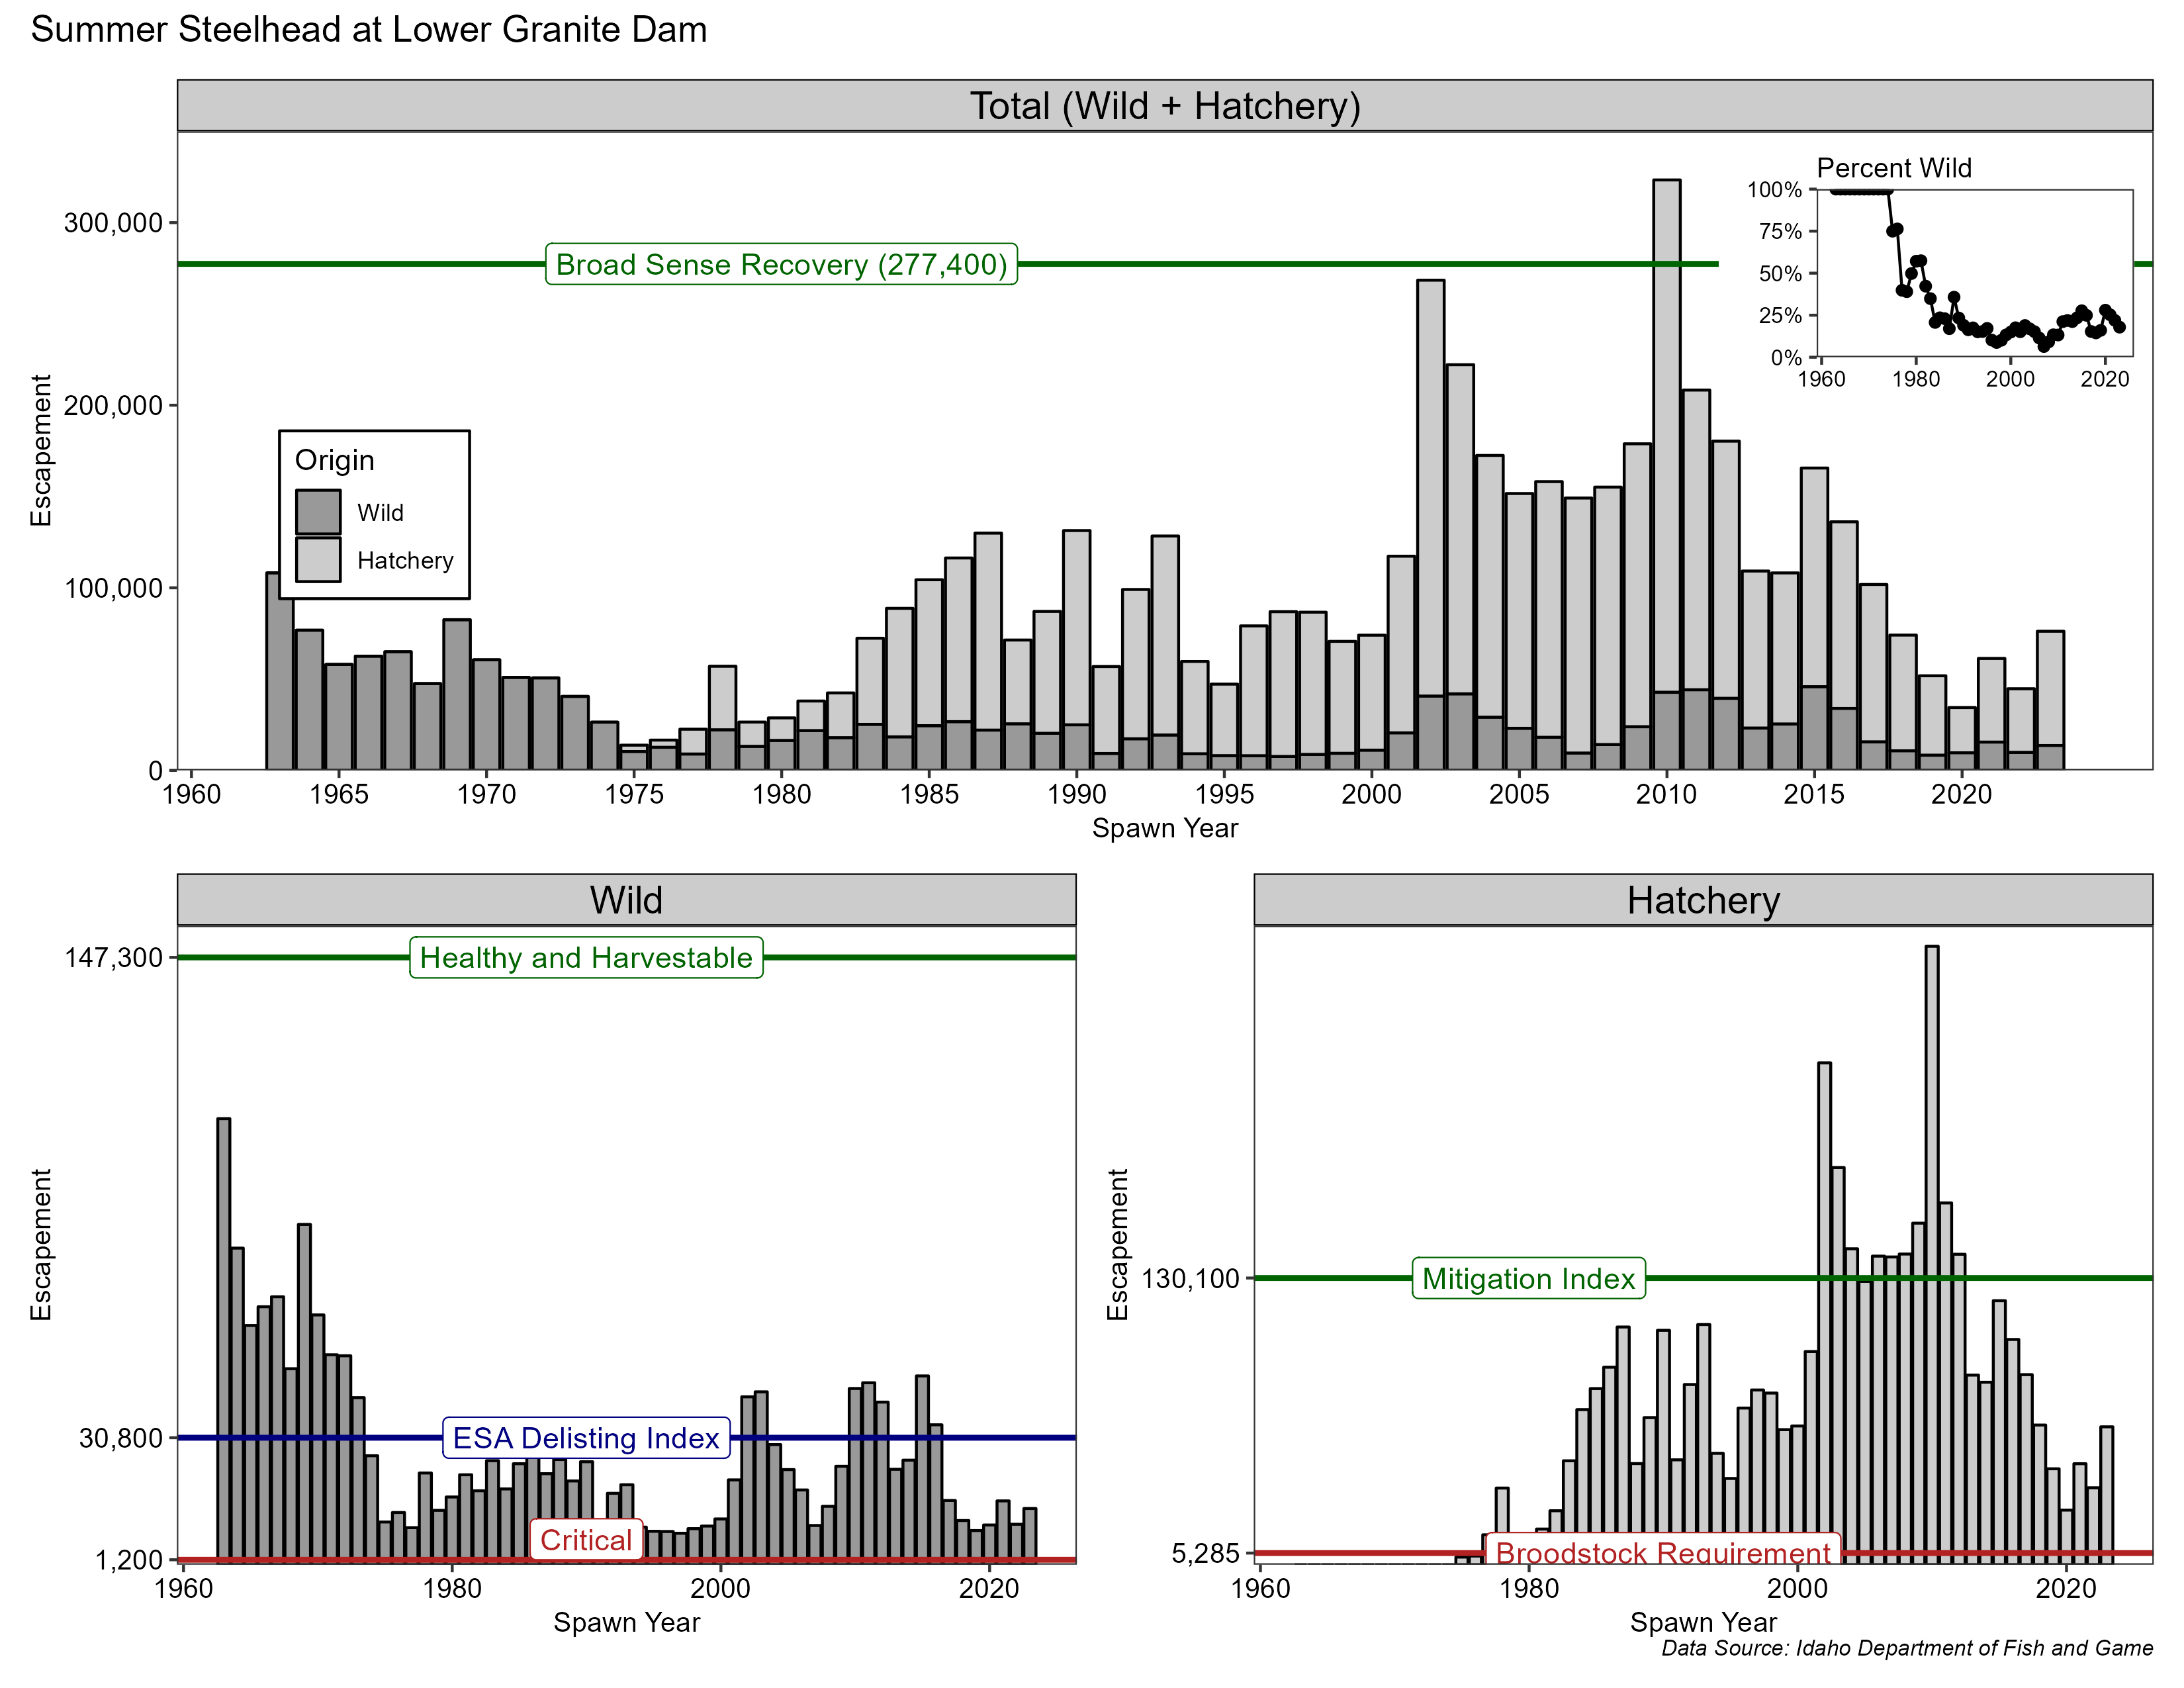 Summer Steelhead at Lower Granite Dam
Total (Wild + Hatchery)
Percent Wild
100%
75%
50%
25%
0%
1960 1980 2000 2020
300,000
200,000
100,000
0
Broad Sense Recovery (277,400)
Escapement
Origin
Wild
Hatchery
1960 1965 1970 1975 1980 1985 1990 1995 2000 2005 2010 2015 2020
Spawn Year
Wild
147,300
30,800
1,200
Healthy and Harvestable
ESA Delisting Index
Critical
Escapement
1960 1980 2000 2020
Spawn Year
Hatchery
130,100
5,285
Mitigation Index
Broodstock Requirement
Escapement
1960 1980 2000 2020
Spawn Year
Data Source: Idaho Department of Fish and Game